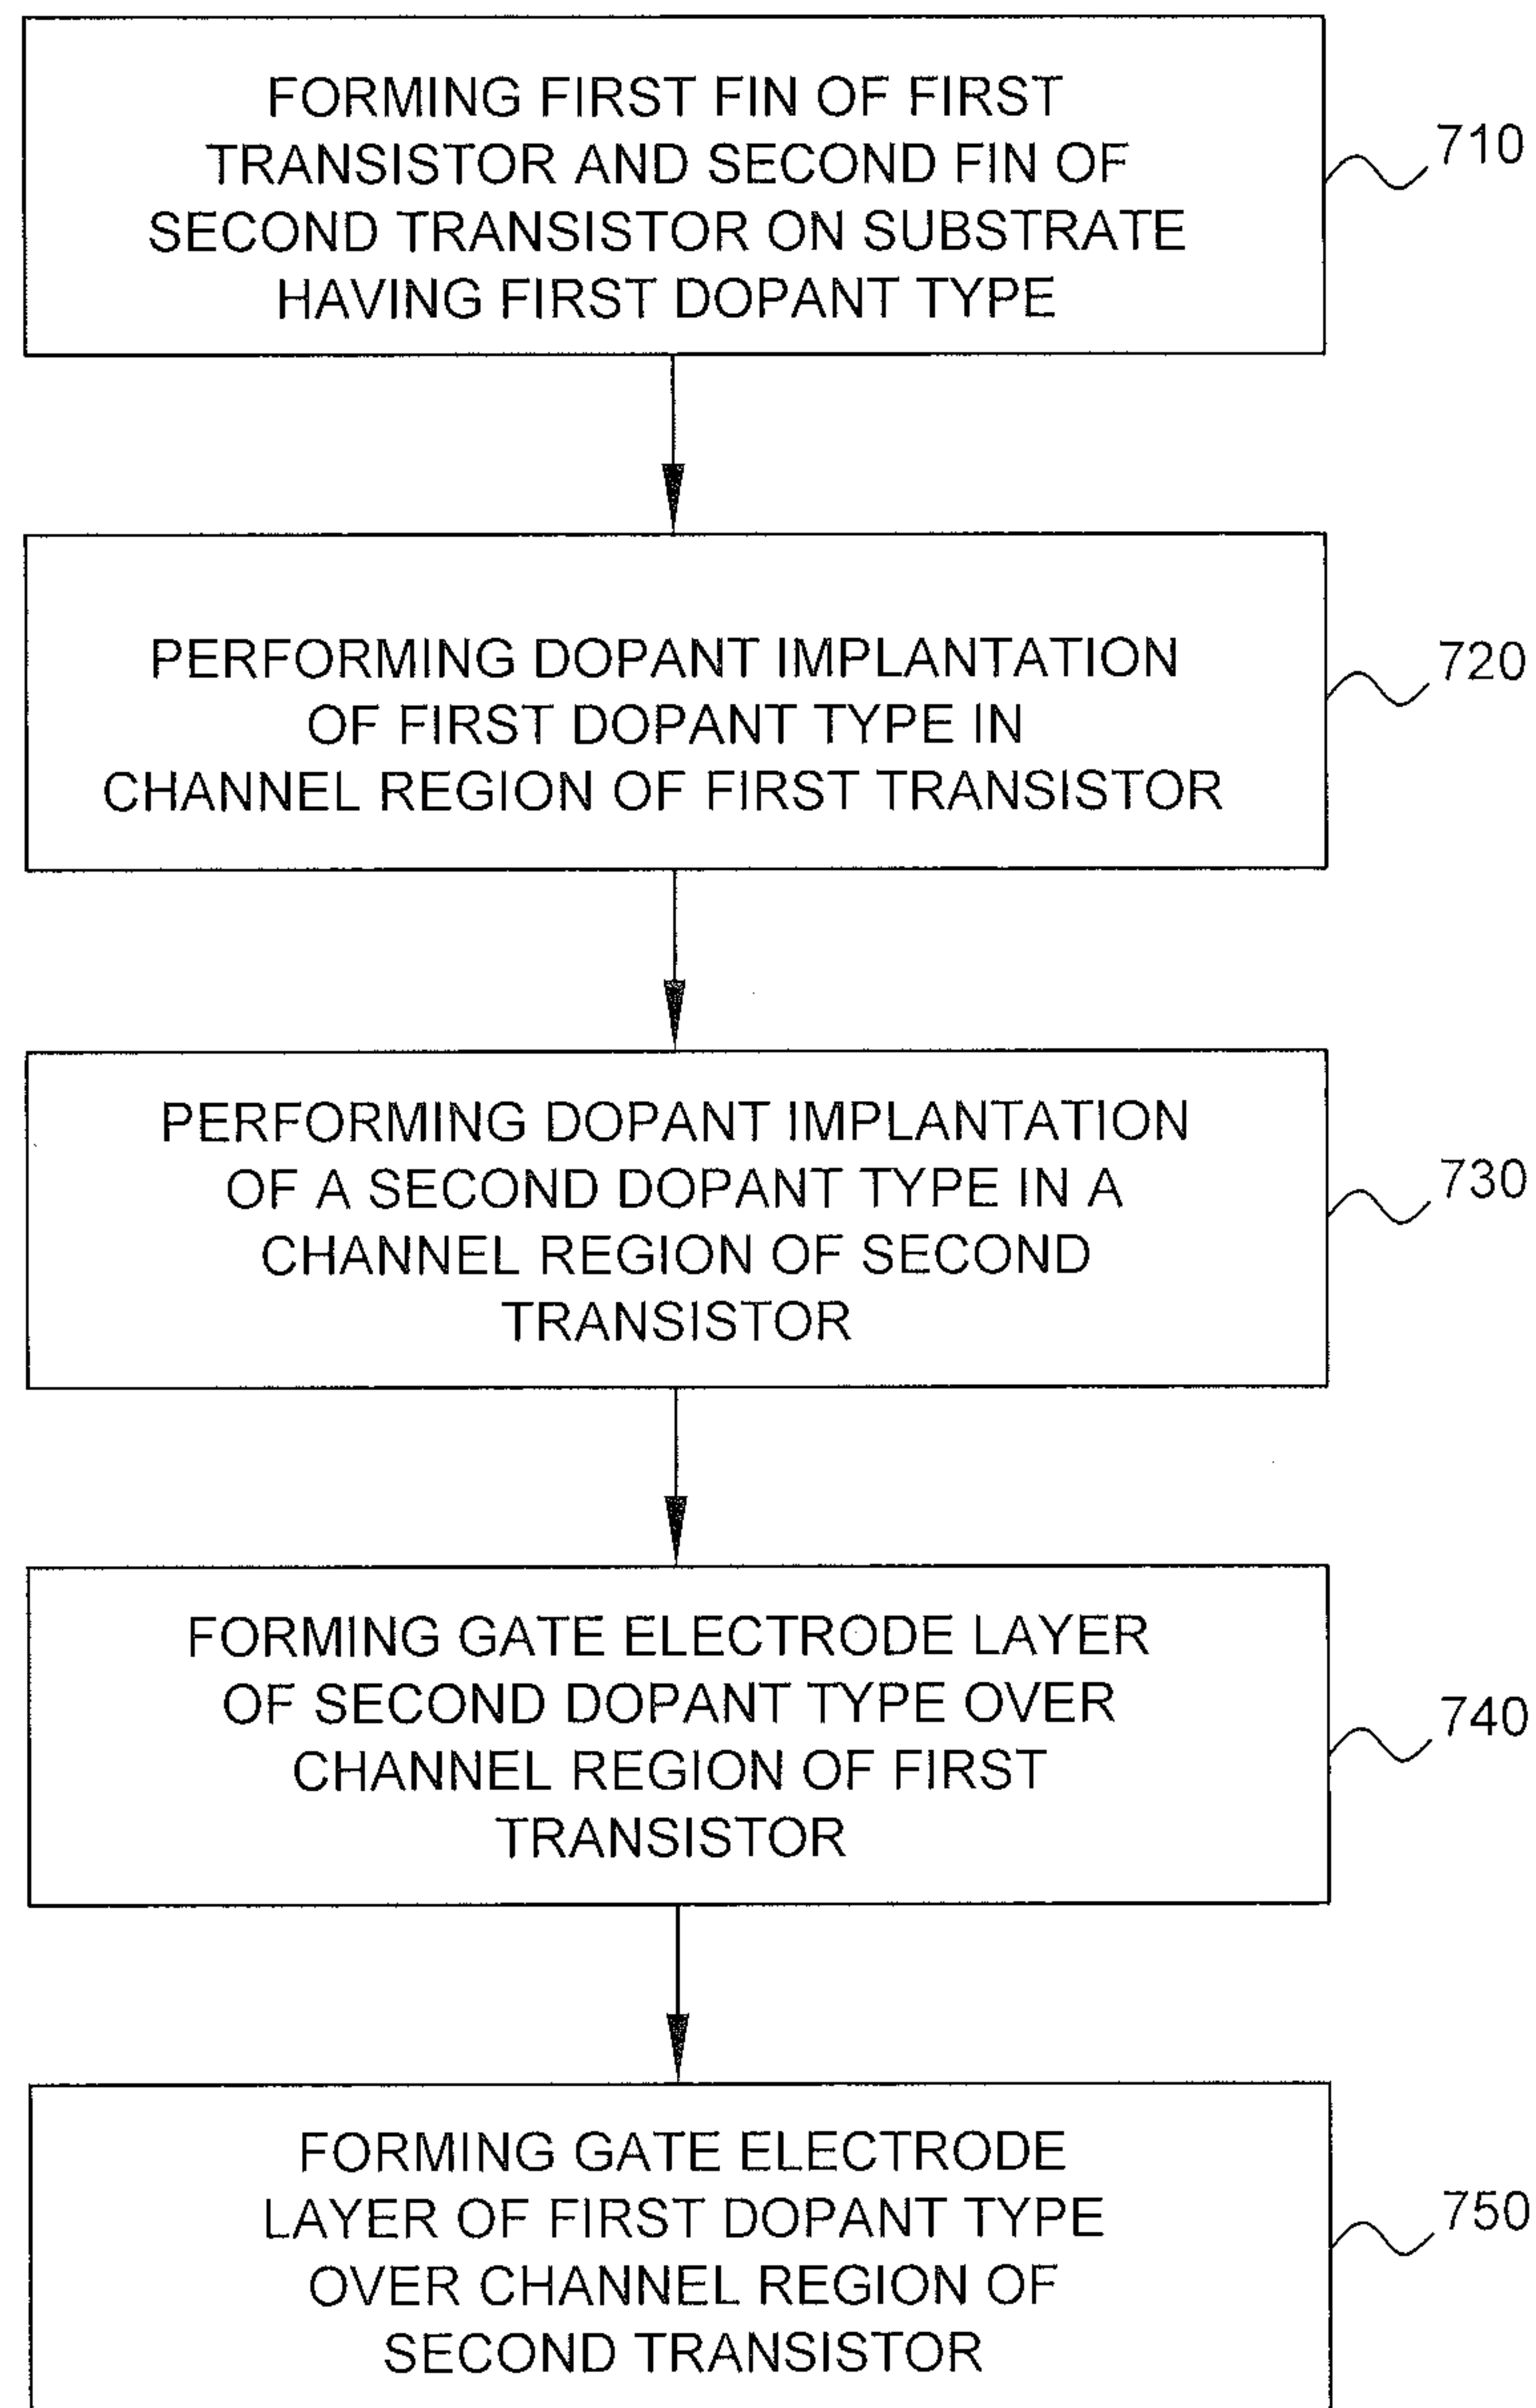 FORMING FIRST FIN OF FIRST
TRANSISTOR AND SECOND FIN OF
SECOND TRANSISTOR ON SUBSTRATE
HAVING FIRST DOPANT TYPE
710
PERFORMING DOPANT IMPLANTATION
OF FIRST DOPANT TYPE IN
CHANNEL REGION OF FIRST TRANSISTOR
720
PERFORMING DOPANT IMPLANTATION
OF A SECOND DOPANT TYPE IN A
CHANNEL REGION OF SECOND
TRANSISTOR
730
FORMING GATE ELECTRODE LAYER
OF SECOND DOPANT TYPE OVER
CHANNEL REGION OF FIRST
TRANSISTOR
740
FORMING GATE ELECTRODE
LAYER OF FIRST DOPANT TYPE
OVER CHANNEL REGION OF
SECOND TRANSISTOR
750